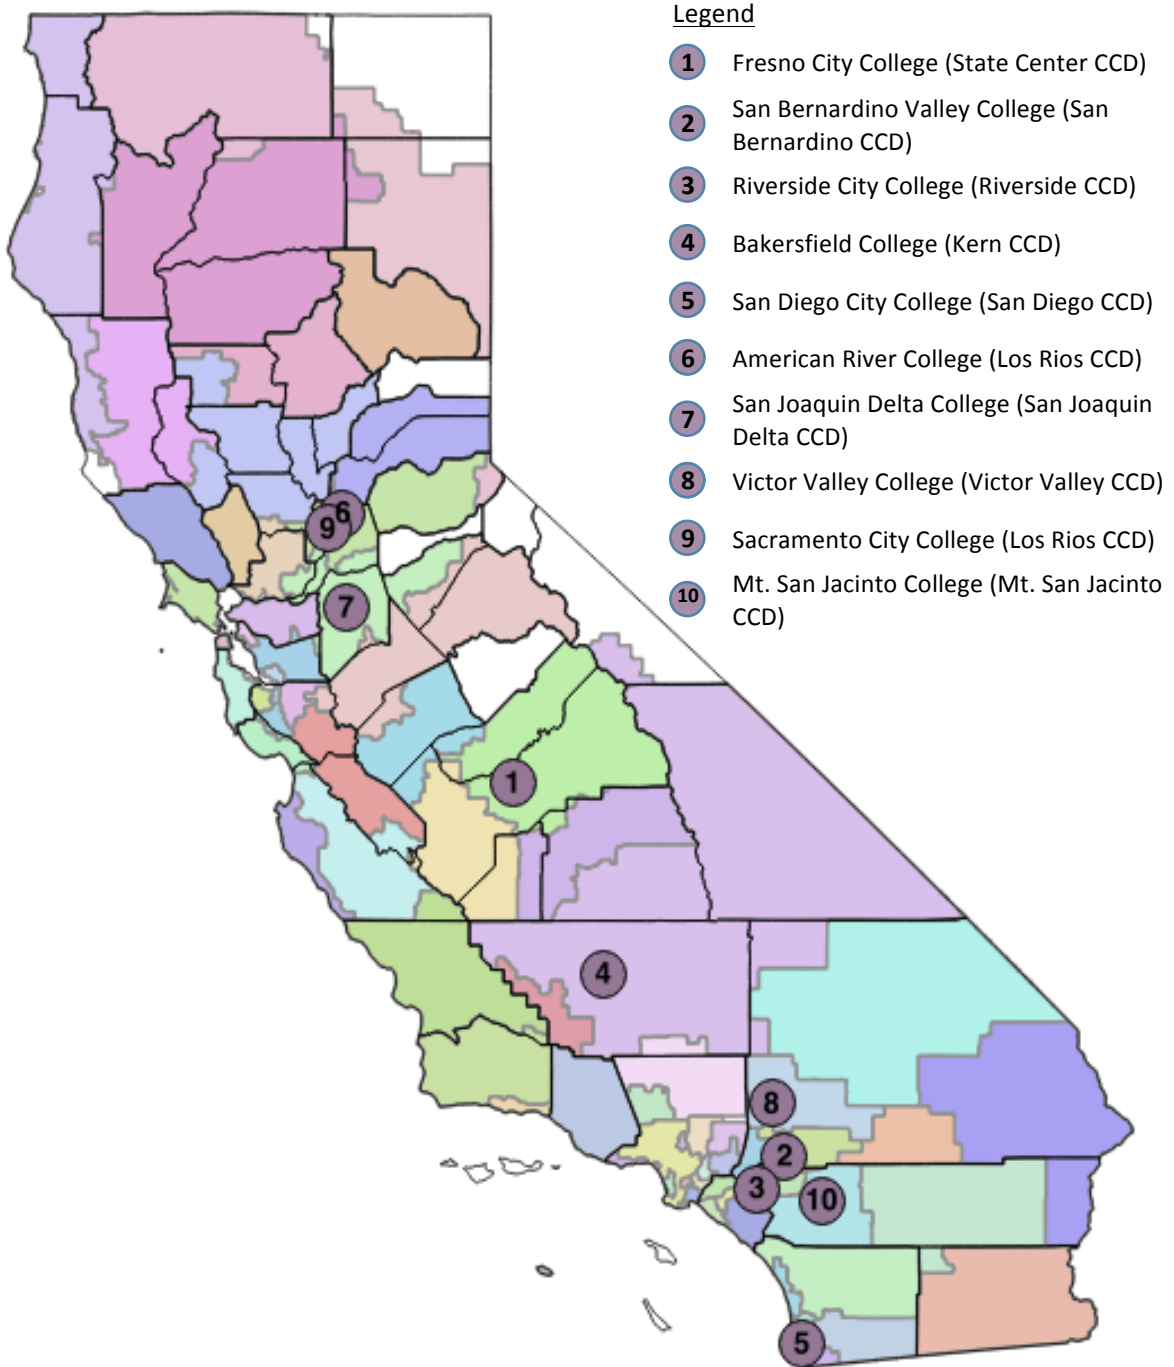 Legend
1 Fresno City College (State Center CCD)
2 San Bernardino Valley College (San
Bernardino CCD)
3 Riverside City College (Riverside CCD)
4 Bakersfield College (Kern CCD)
5 San Diego City College (San Diego CCD)
6 American River College (Los Rios CCD)
7 San Joaquin Delta College (San Joaquin
Delta CCD)
8 Victor Valley College (Victor Valley CCD)
9 Sacramento City College (Los Rios CCD)
10 Mt. San Jacinto College (Mt. San Jacinto
CCD)
6
9
7
1
4
8
2
3
10
5